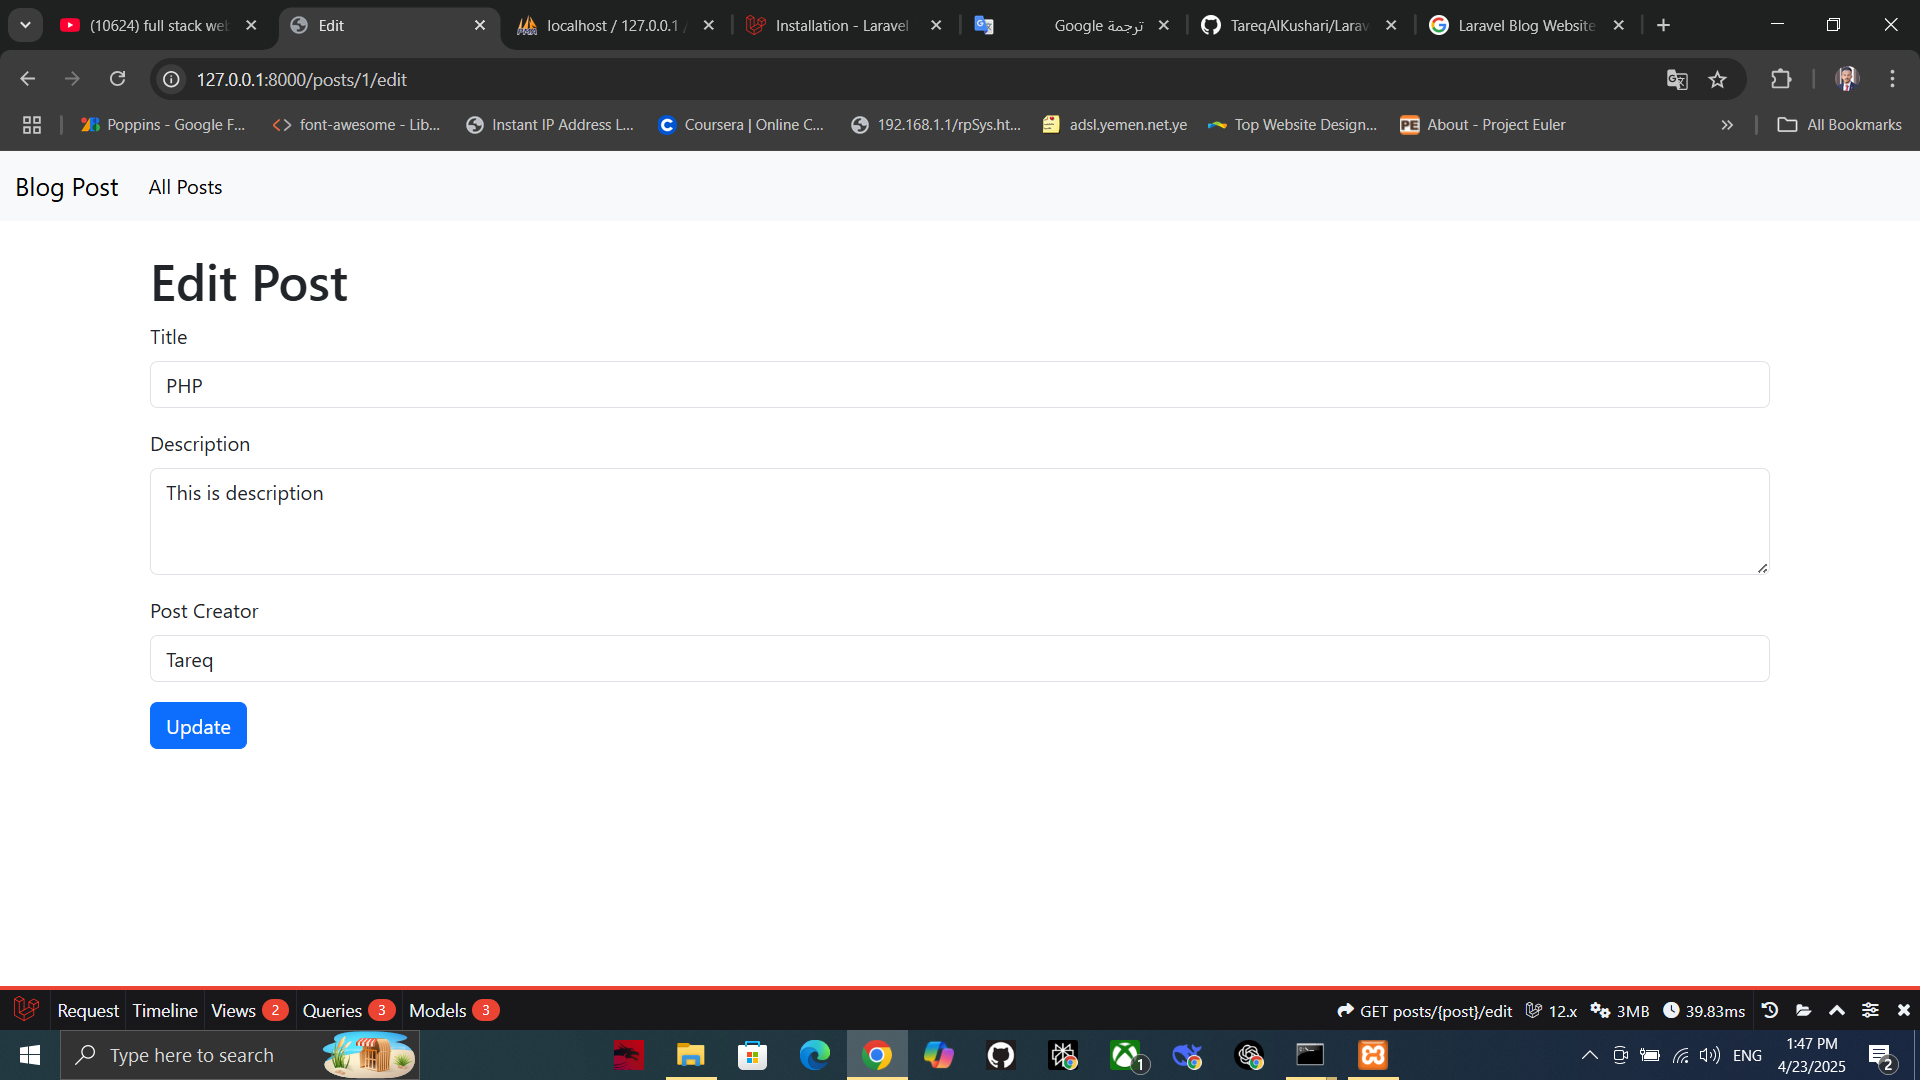 (10624) full stack web
Edit
localhost / 127.0.0.1 /
Installation - Laravel
ترجمة Google
TareqAlKushari/Larav
Laravel Blog Website
127.0.0.1:8000/posts/1/edit
Poppins - Google F...
font-awesome - Lib...
Instant IP Address L...
Coursera | Online C...
192.168.1.1/rpSys.ht...
adsl.yemen.net.ye
Top Website Design...
PE
About - Project Euler
»
All Bookmarks
Blog Post
All Posts
Edit Post
Title
PHP
Description
This is description
Post Creator
Tareq
Update
Request
Timeline
Views 2
Queries 3
Models 3
GET posts/{post}/edit
12.x
3MB
39.83ms
Type here to search
1
ENG
1:47 PM
4/23/2025
2